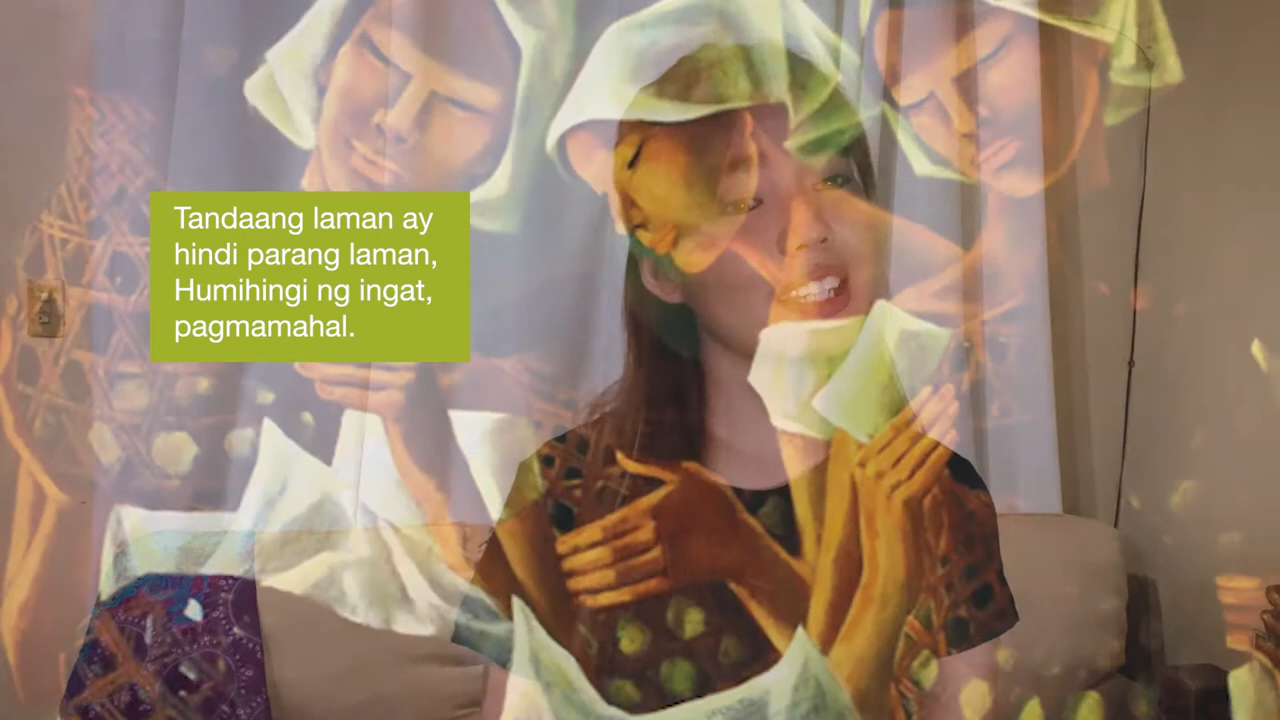 Tandaang laman ay
hindi parang laman,
Humihingi ng ingat,
pagmamahal.